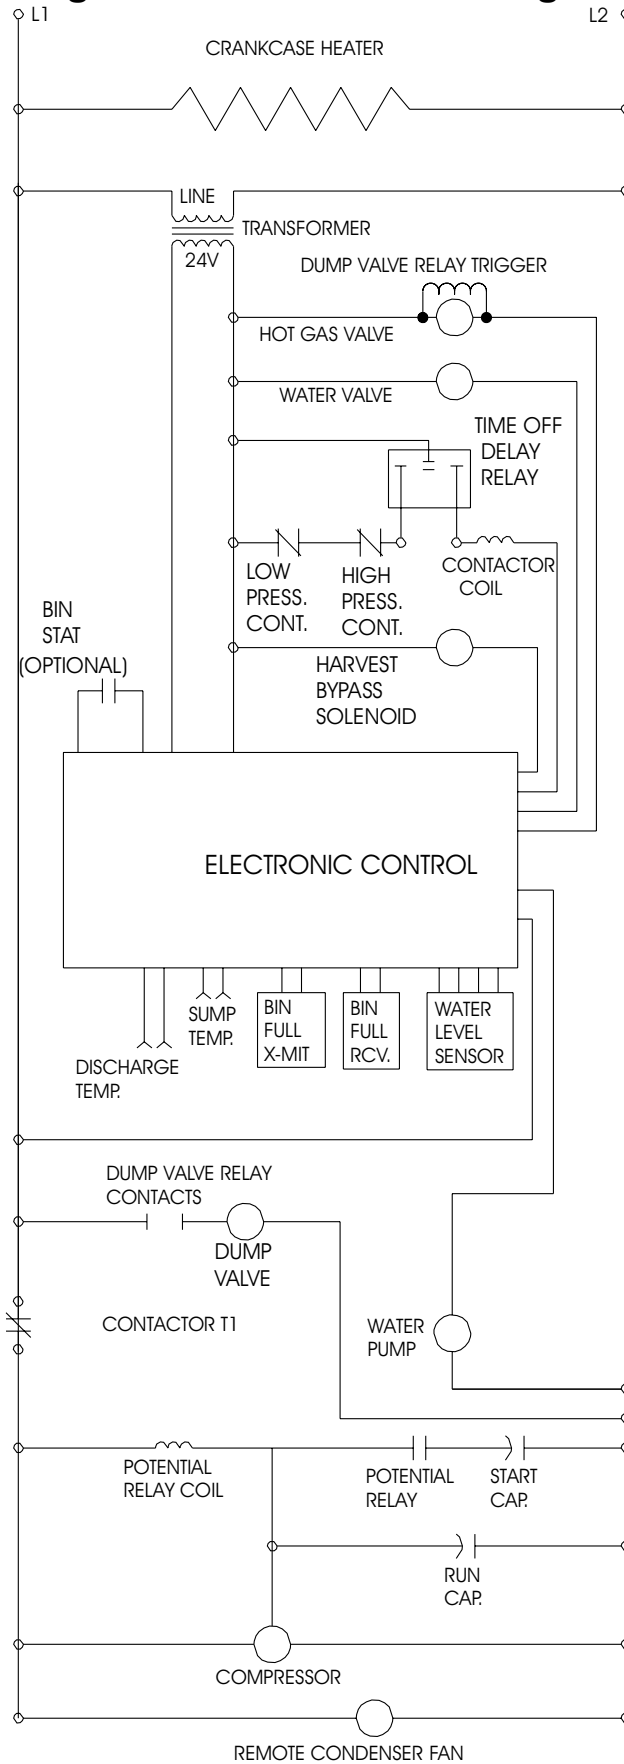 L1
L2
CRANKCASE HEATER
LINE
TRANSFORMER
24V
DUMP VALVE RELAY TRIGGER
HOT GAS VALVE
WATER VALVE
TIME OFF
DELAY
RELAY
LOW
PRESS.
CONT.
HIGH
PRESS.
CONT.
CONTACTOR
COIL
BIN
STAT
(OPTIONAL)
HARVEST
BYPASS
SOLENOID
ELECTRONIC CONTROL
DISCHARGE
TEMP.
SUMP
TEMP.
BIN
FULL
X-MIT
BIN
FULL
RCV.
WATER
LEVEL
SENSOR
DUMP VALVE RELAY
CONTACTS
DUMP
VALVE
CONTACTOR T1
WATER
PUMP
POTENTIAL
RELAY COIL
POTENTIAL
RELAY
START
CAP.
RUN
CAP.
COMPRESSOR
REMOTE CONDENSER FAN